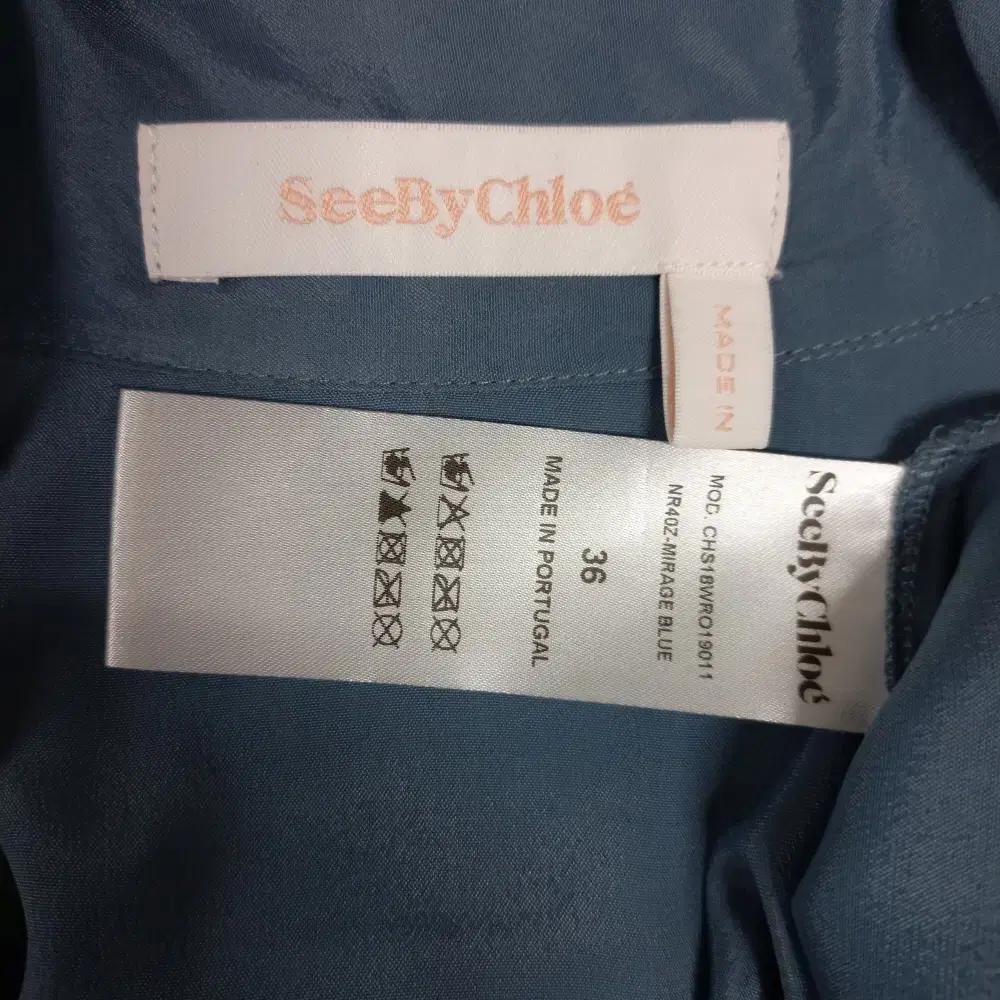 SeeByChloé
MADE IN
SeeByChloé
MOD. CHS18WRO19011
NR40Z-MIRAGE BLUE
36
MADE IN PORTUGAL